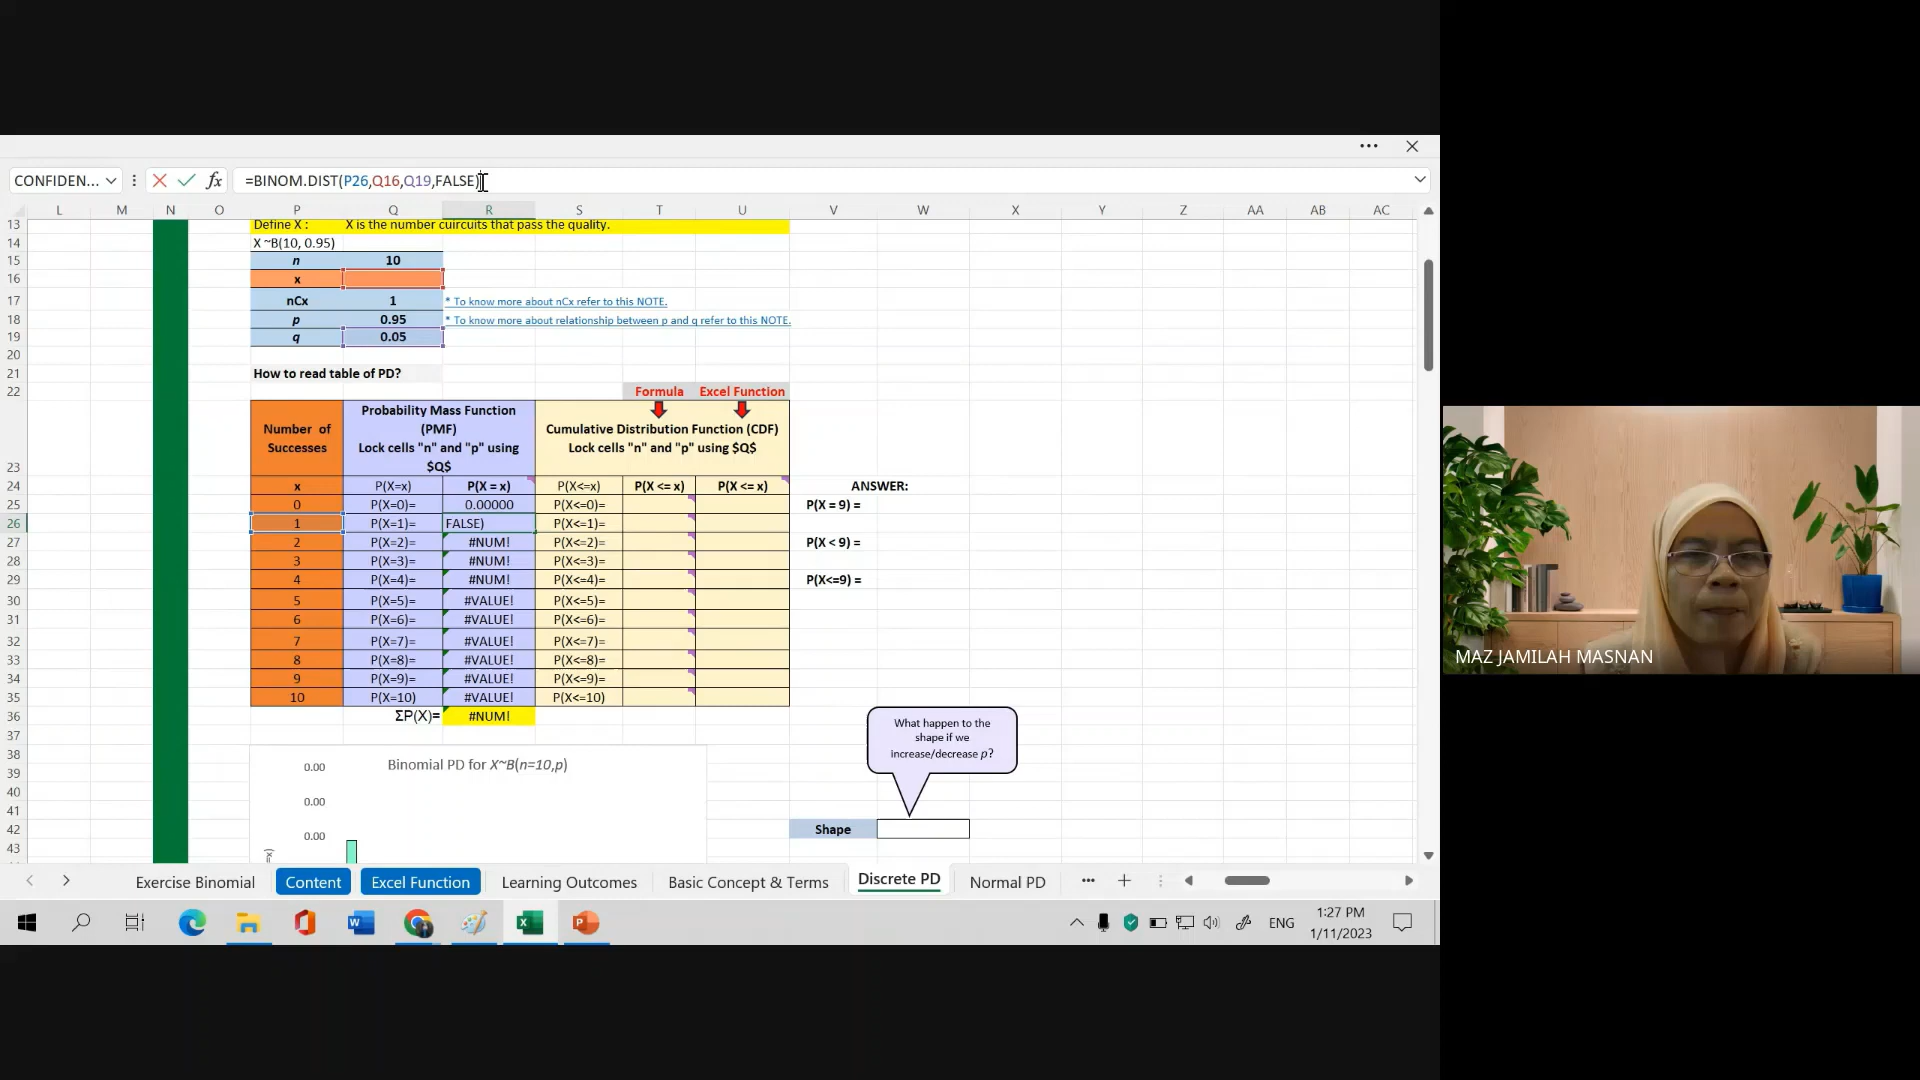 CONFIDEN...
fx
=BINOM.DIST(P26,Q16,Q19,FALSE)
L M N O P Q R S T U V W X Y Z AA AB AC
13 Define X : X is the number cuircuits that pass the quality.
14 X ~B(10, 0.95)
15 n 10
16 x
17 nCx 1 * To know more about nCx refer to this NOTE.
18 p 0.95 * To know more about relationship between p and q refer to this NOTE.
19 q 0.05
20
21 How to read table of PD?
22 Formula Excel Function
23 Number of Successes
Probability Mass Function
(PMF)
Lock cells "n" and "p" using
$Q$
Cumulative Distribution Function (CDF)
Lock cells "n" and "p" using $Q$
24 x P(X=x) P(X = x) P(X<=x) P(X <= x) P(X <= x) ANSWER:
25 0 P(X=0)= 0.00000 P(X<=0)= P(X = 9) =
26 1 P(X=1)= FALSE) P(X<=1)=
27 2 P(X=2)= #NUM! P(X<=2)= P(X < 9) =
28 3 P(X=3)= #NUM! P(X<=3)=
29 4 P(X=4)= #NUM! P(X<=4)= P(X<=9) =
30 5 P(X=5)= #VALUE! P(X<=5)=
31 6 P(X=6)= #VALUE! P(X<=6)=
32 7 P(X=7)= #VALUE! P(X<=7)=
33 8 P(X=8)= #VALUE! P(X<=8)=
34 9 P(X=9)= #VALUE! P(X<=9)=
35 10 P(X=10) #VALUE! P(X<=10)
36 ΣP(X)= #NUM!
37
38
39
40
41
42
43
What happen to the
shape if we
increase/decrease p?
Binomial PD for X~B(n=10,p)
0.00
0.00
0.00
Shape
Exercise Binomial Content Excel Function Learning Outcomes Basic Concept & Terms Discrete PD Normal PD
ENG
1:27 PM
1/11/2023
MAZ JAMILAH MASNAN